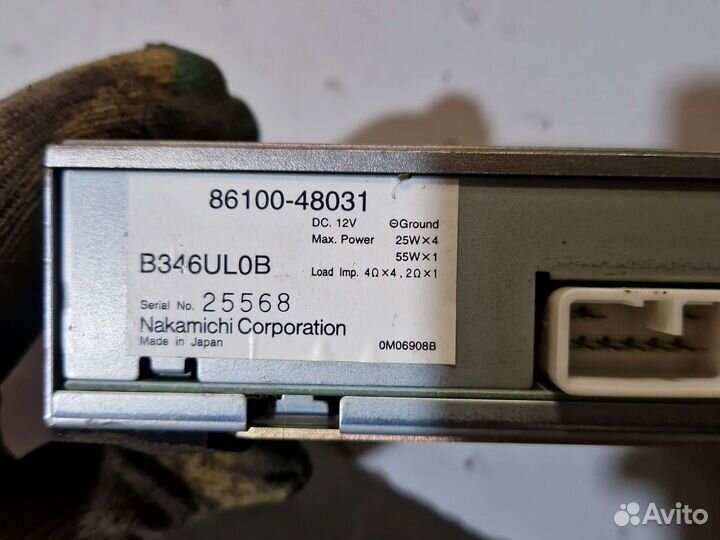 86100-48031
DC. 12V ⊖Ground
Max. Power 25W×4
55W×1
B346UL0B
Load Imp. 4Ω×4, 2Ω×1
Serial No. 25568
Nakamichi Corporation
Made in Japan 0M06908B
Avito